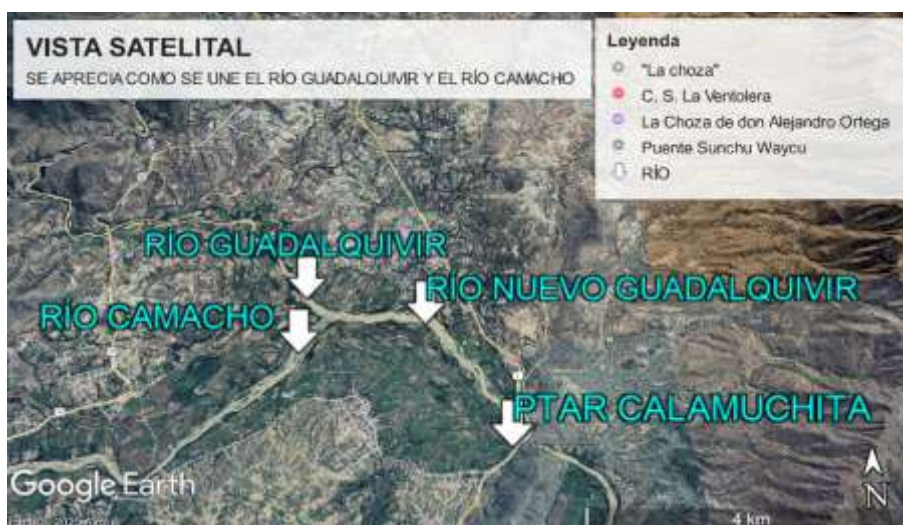 VISTA SATELITAL
SE APRECIA COMO SE UNE EL RÍO GUADALQUIVIR Y EL RÍO CAMACHO
Leyenda
"La choza"
C. S. La Ventolera
La Choza de don Alejandro Ortega
Puente Sunchu Waycu
RÍO
RÍO GUADALQUIVIR
RÍO NUEVO GUADALQUIVIR
RÍO CAMACHO
PTAR CALAMUCHITA
Google Earth
N
4 km